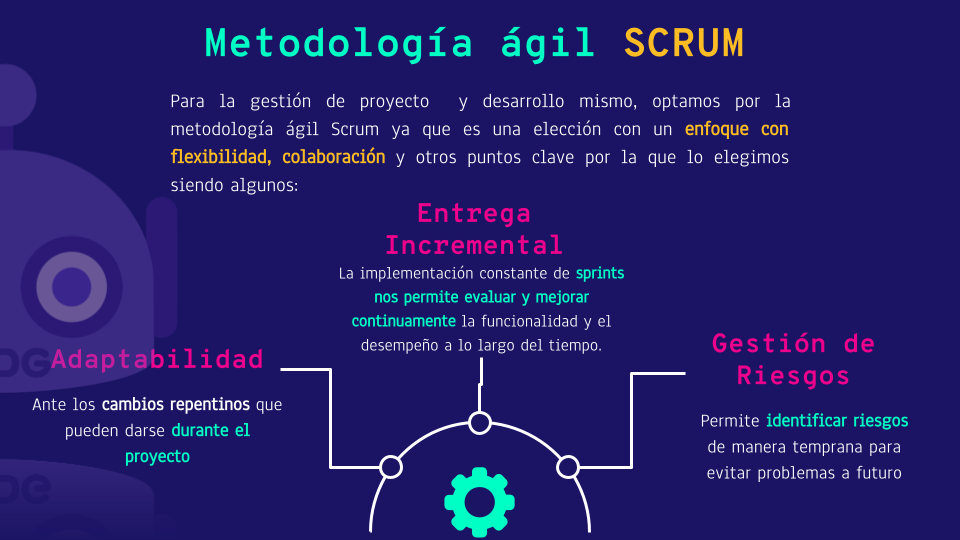 Metodología ágil SCRUM
Para la gestión de proyecto y desarrollo mismo, optamos por la
metodología ágil Scrum ya que es una elección con un enfoque con
flexibilidad, colaboración y otros puntos clave por la que lo elegimos
siendo algunos:
Entrega
Incremental
La implementación constante de sprints
nos permite evaluar y mejorar
continuamente la funcionalidad y el
desempeño a lo largo del tiempo.
Adaptabilidad
Ante los cambios repentinos que
pueden darse durante el
proyecto
Gestión de
Riesgos
Permite identificar riesgos
de manera temprana para
evitar problemas a futuro